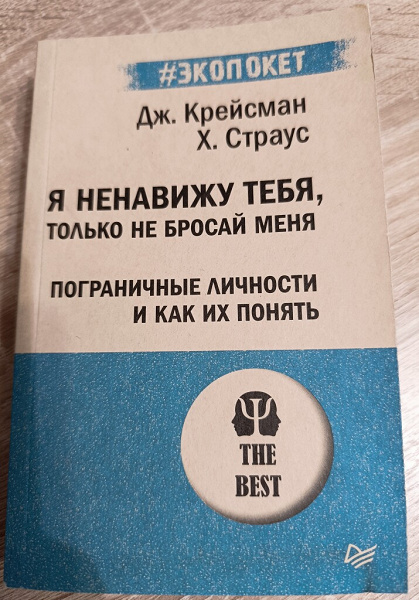 #ЭКОПОКЕТ
Дж. Крейсман
Х. Страус
Я НЕНАВИЖУ ТЕБЯ,
ТОЛЬКО НЕ БРОСАЙ МЕНЯ
ПОГРАНИЧНЫЕ ЛИЧНОСТИ
И КАК ИХ ПОНЯТЬ
Ψ
THE
BEST